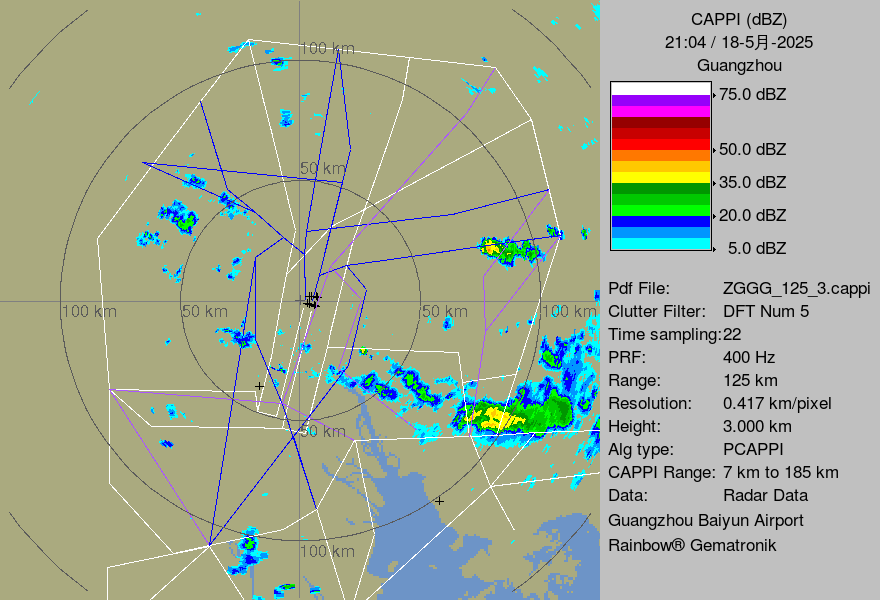 CAPPI (dBZ)
21:04 / 18-5月-2025
Guangzhou
75.0 dBZ
50.0 dBZ
35.0 dBZ
20.0 dBZ
5.0 dBZ
Pdf File: ZGGG_125_3.cappi
Clutter Filter: DFT Num 5
Time sampling:22
PRF: 400 Hz
Range: 125 km
Resolution: 0.417 km/pixel
Height: 3.000 km
Alg type: PCAPPI
CAPPI Range: 7 km to 185 km
Data: Radar Data
Guangzhou Baiyun Airport
Rainbow® Gematronik
100 km
50 km
100 km
50 km
50 km
100 km
50 km
100 km